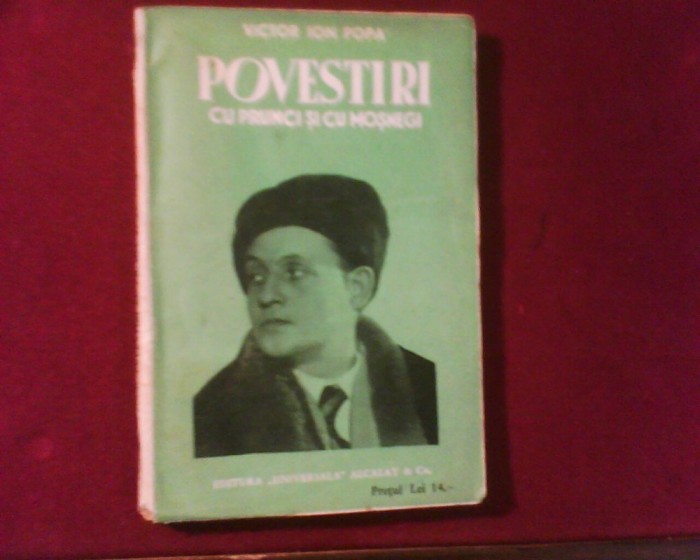 VICTOR ION POPA
POVESTIRI
CU PRUNCI ȘI CU MOȘNEGI
EDITURA „UNIVERSALA" ALCALAY & Co.
Prețul Lei 14.—